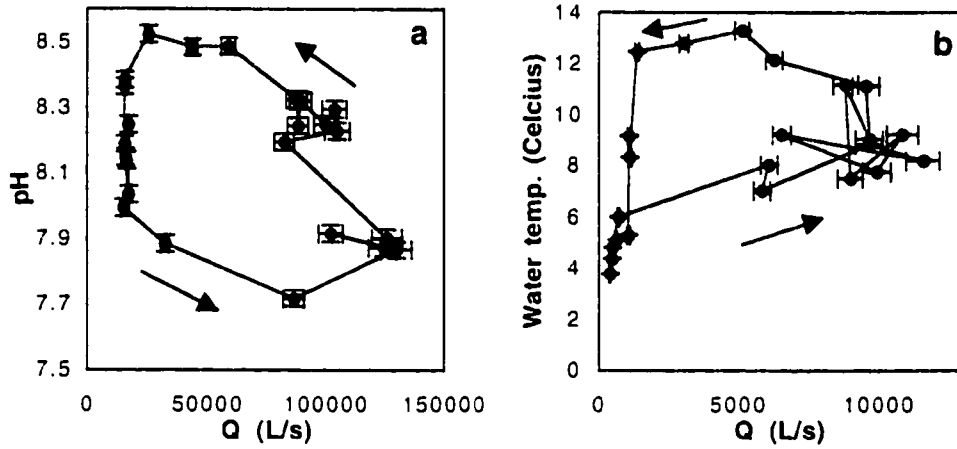 a
8.5
8.3
8.1
7.9
7.7
7.5
pH
0 50000 100000 150000
Q (L/s)
b
14
12
10
8
6
4
2
0
Water temp. (Celcius)
0 5000 10000
Q (L/s)